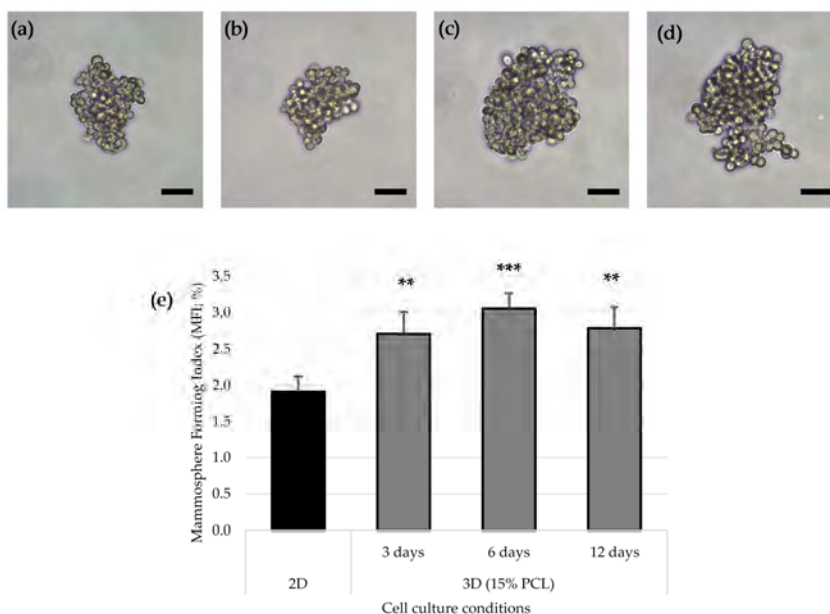 (a)
(b)
(c)
(d)
(e)
Mammosphere Forming Index (MFI; %)
3.5
3.0
2.5
2.0
1.5
1.0
0.5
0.0
**
***
**
3 days
6 days
12 days
2D
3D (15% PCL)
Cell culture conditions